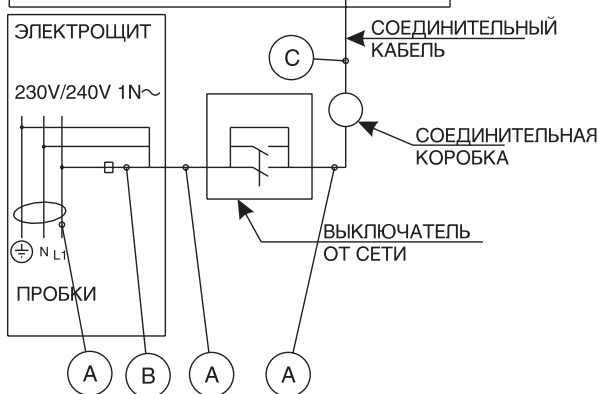 ЭЛЕКТРОЩИТ
СОЕДИНИТЕЛЬНЫЙ
КАБЕЛЬ
C
230V/240V 1N~
СОЕДИНИТЕЛЬНАЯ
КОРОБКА
ВЫКЛЮЧАТЕЛЬ
ОТ СЕТИ
N L1
ПРОБКИ
A B A A